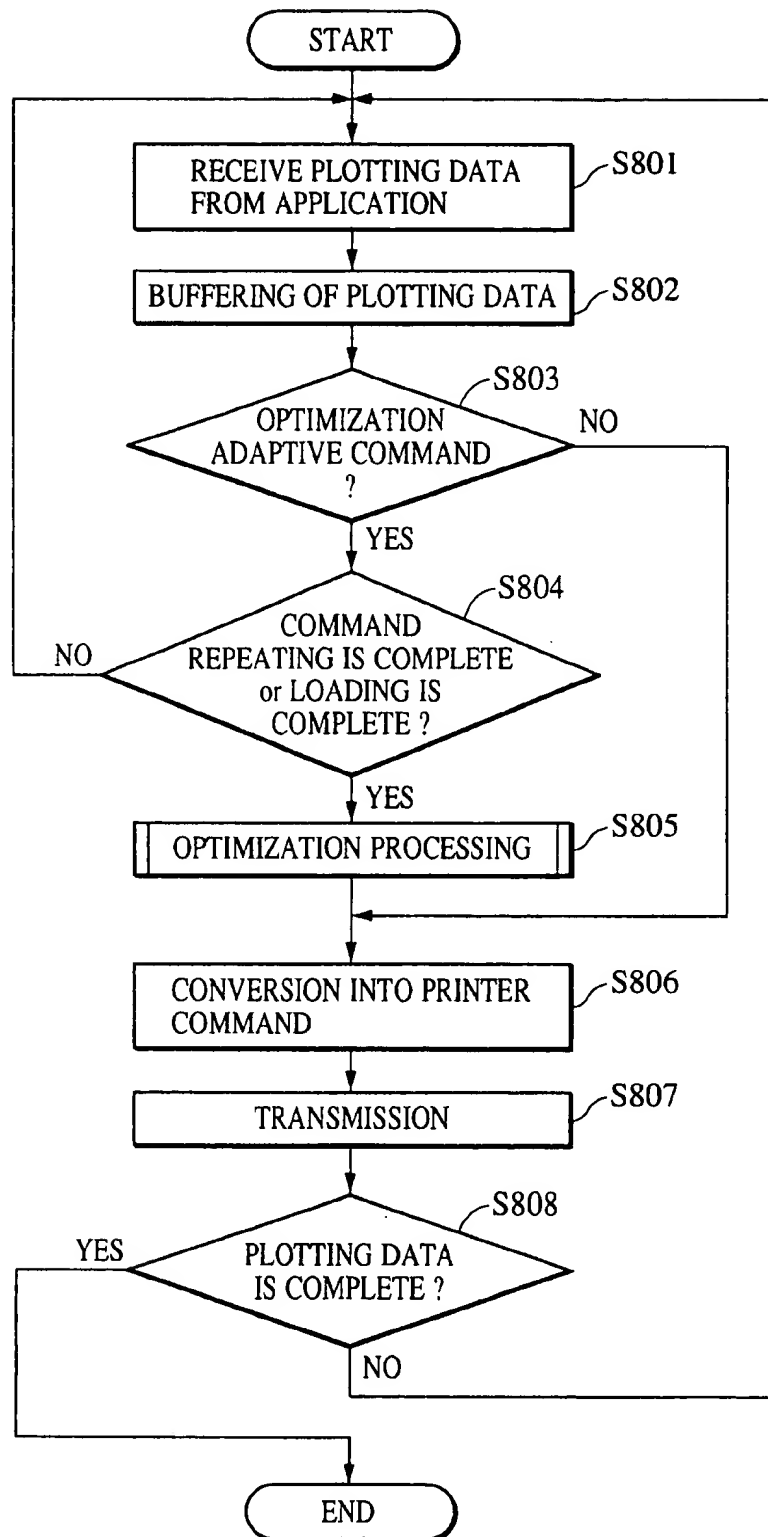 START
RECEIVE PLOTTING DATA
FROM APPLICATION
S801
BUFFERING OF PLOTTING DATA
S802
S803
OPTIMIZATION
ADAPTIVE COMMAND
?
NO
YES
S804
COMMAND
REPEATING IS COMPLETE
or LOADING IS
COMPLETE ?
NO
YES
OPTIMIZATION PROCESSING
S805
CONVERSION INTO PRINTER
COMMAND
S806
TRANSMISSION
S807
S808
PLOTTING DATA
IS COMPLETE ?
YES
NO
END